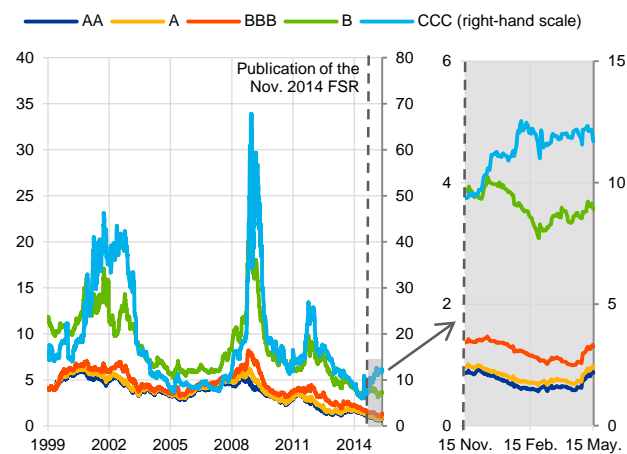 AA A BBB B CCC (right-hand scale)
40 80 6 15
Publication of the
Nov. 2014 FSR
35 70
30 60
25 50
4 10
20 40
15 30
2 5
10 20
5 10
0 0 0 0
1999 2002 2005 2008 2011 2014 15 Nov. 15 Feb. 15 May.